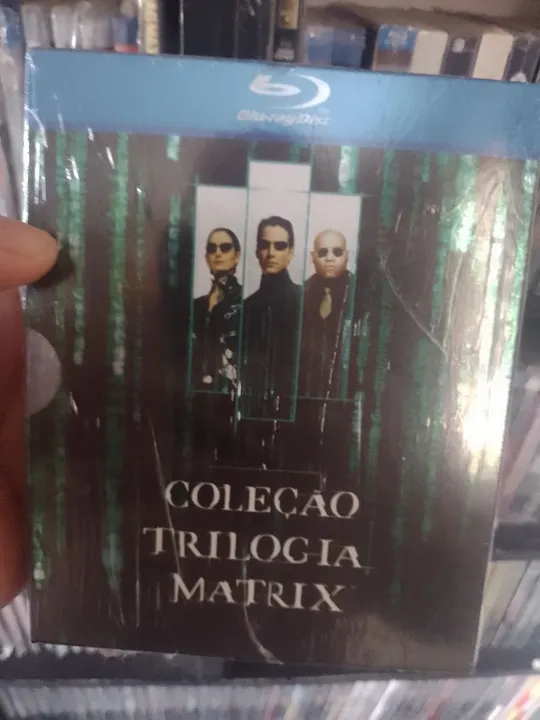 Blu-ray Disc
COLEÇÃO
TRILOGIA
MATRIX